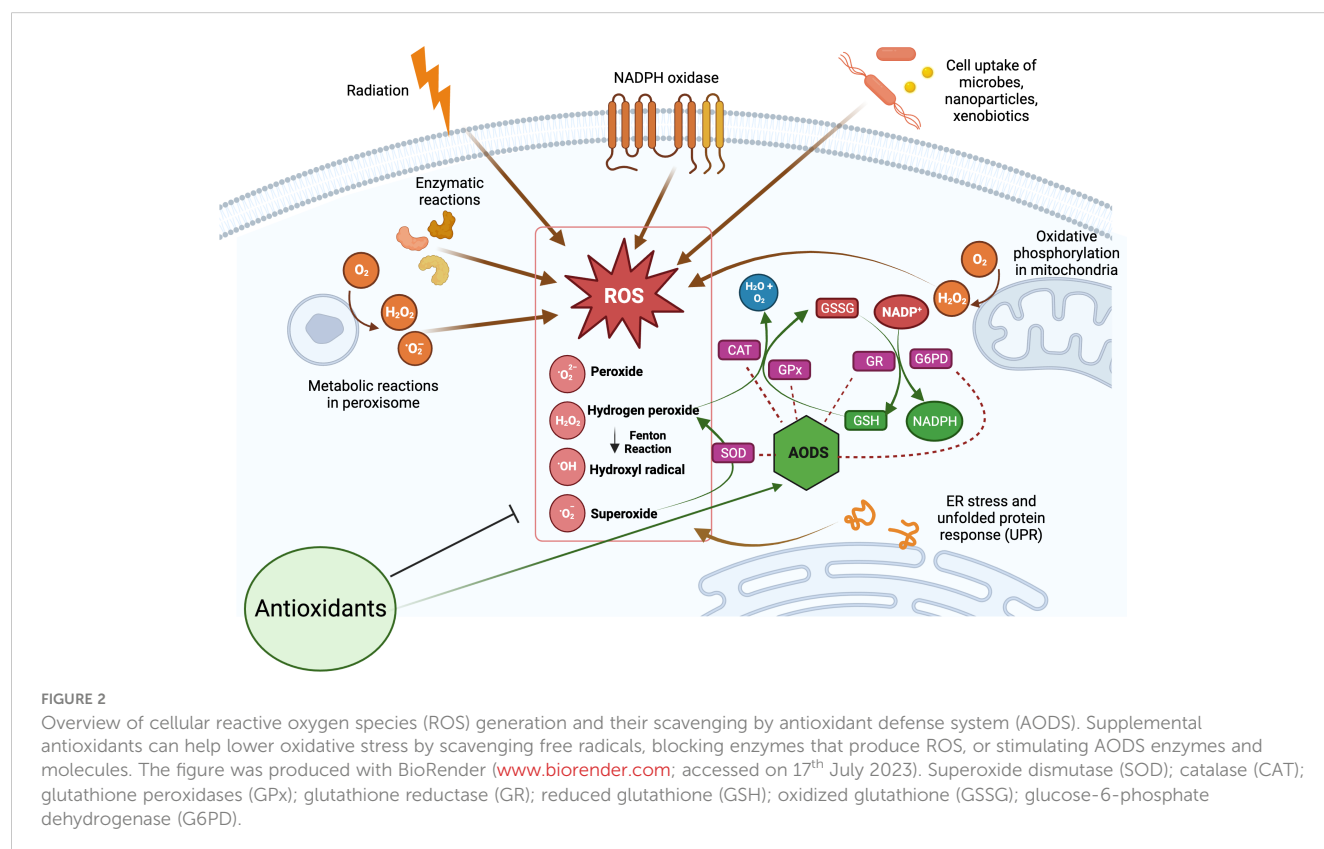 Radiation
NADPH oxidase
Cell uptake of
microbes,
nanoparticles,
xenobiotics
Enzymatic
reactions
O₂
H₂O₂
·O₂⁻
Metabolic reactions
in peroxisome
ROS
·O₂²⁻
Peroxide
H₂O₂
Hydrogen peroxide
Fenton
Reaction
·OH
Hydroxyl radical
·O₂⁻
Superoxide
H₂O +
O₂
GSSG
NADP⁺
CAT
GPx
GR
G6PD
GSH
NADPH
SOD
AODS
Oxidative
phosphorylation
in mitochondria
O₂
H₂O₂
ER stress and
unfolded protein
response (UPR)
Antioxidants
FIGURE 2
Overview of cellular reactive oxygen species (ROS) generation and their scavenging by antioxidant defense system (AODS). Supplemental
antioxidants can help lower oxidative stress by scavenging free radicals, blocking enzymes that produce ROS, or stimulating AODS enzymes and
molecules. The figure was produced with BioRender (www.biorender.com; accessed on 17th July 2023). Superoxide dismutase (SOD); catalase (CAT);
glutathione peroxidases (GPx); glutathione reductase (GR); reduced glutathione (GSH); oxidized glutathione (GSSG); glucose-6-phosphate
dehydrogenase (G6PD).